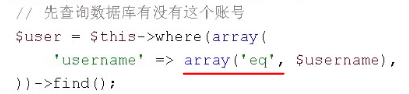 // 先查询数据库有没有这个账号
$user = $this->where(array(
'username' => array('eq', $username),
))->find();